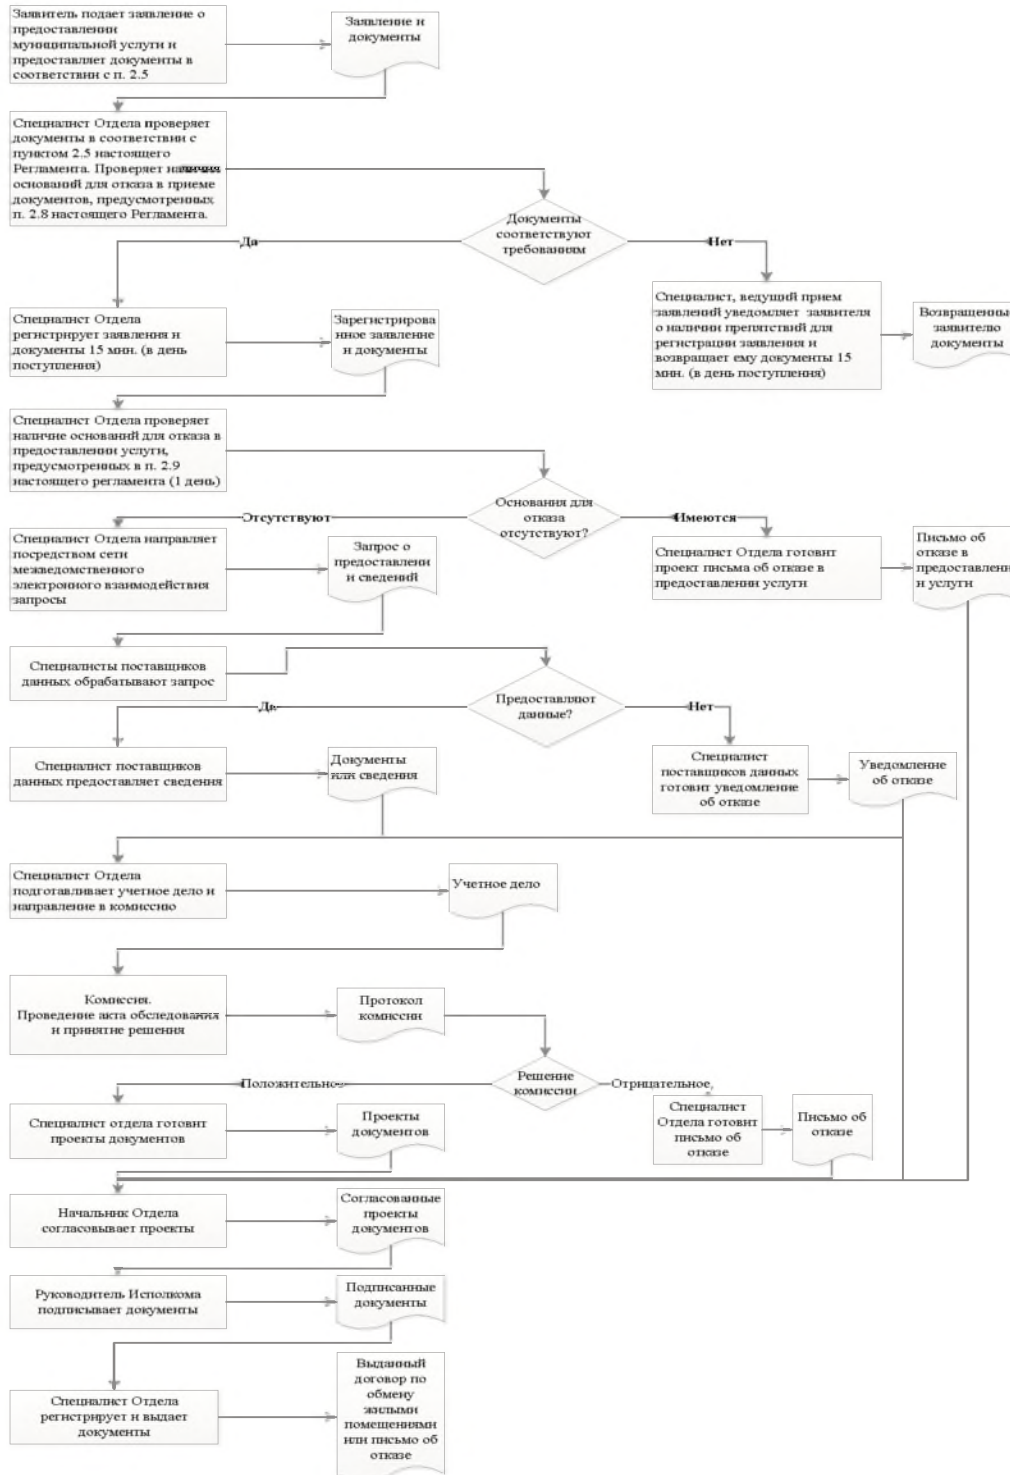 Заявитель подает заявление о
предоставлении
муниципальной услуги и
предоставляет документы в
соответствии с п. 2.5
Заявление и
документы
Специалист Отдела проверяет
документы в соответствии с
пунктом 2.5 настоящего
Регламента. Проверяет наличия
оснований для отказа в приеме
документов, предусмотренных
п. 2.8 настоящего Регламента.
Документы
соответствуют
требованиям
Да
Нет
Специалист Отдела
регистрирует заявления и
документы 15 мин. (в день
поступления)
Зарегистрирова
нное заявление
и документы
Специалист, ведущий прием
заявлений уведомляет заявителя
о наличии препятствий для
регистрации заявления и
возвращает ему документы 15
мин. (в день поступления)
Возвращенные
заявителю
документы
Специалист Отдела проверяет
наличие оснований для отказа в
предоставлении услуги,
предусмотренных в п. 2.9
настоящего регламента (1 день)
Основания для
отказа
отсутствуют?
Отсутствуют
Имеются
Специалист Отдела направляет
посредством сети
межведомственного
электронного взаимодействия
запросы
Запрос о
предоставлени
и сведений
Специалист Отдела готовит
проект письма об отказе в
предоставлении услуги
Письмо об
отказе в
предоставлени
и услуги
Специалисты поставщиков
данных обрабатывают запрос
Предоставляют
данные?
Да
Нет
Специалист поставщиков
данных предоставляет сведения
Документы
или сведения
Специалист
поставщиков данных
готовит уведомление
об отказе
Уведомление
об отказе
Специалист Отдела
подготавливает учетное дело и
направление в комиссию
Учетное дело
Комиссия.
Проведение акта обследования
и принятие решения
Протокол
комиссии
Решение
комиссии
Положительное
Отрицательное,
Специалист отдела готовит
проекты документов
Проекты
документов
Специалист
Отдела готовит
письмо об
отказе
Письмо об
отказе
Начальник Отдела
согласовывает проекты
Согласованные
проекты
документов
Руководитель Исполкома
подписывает документы
Подписанные
документы
Специалист Отдела
регистрирует и выдает
документы
Выданный
договор по
обмену
жилыми
помещениями
или письмо об
отказе